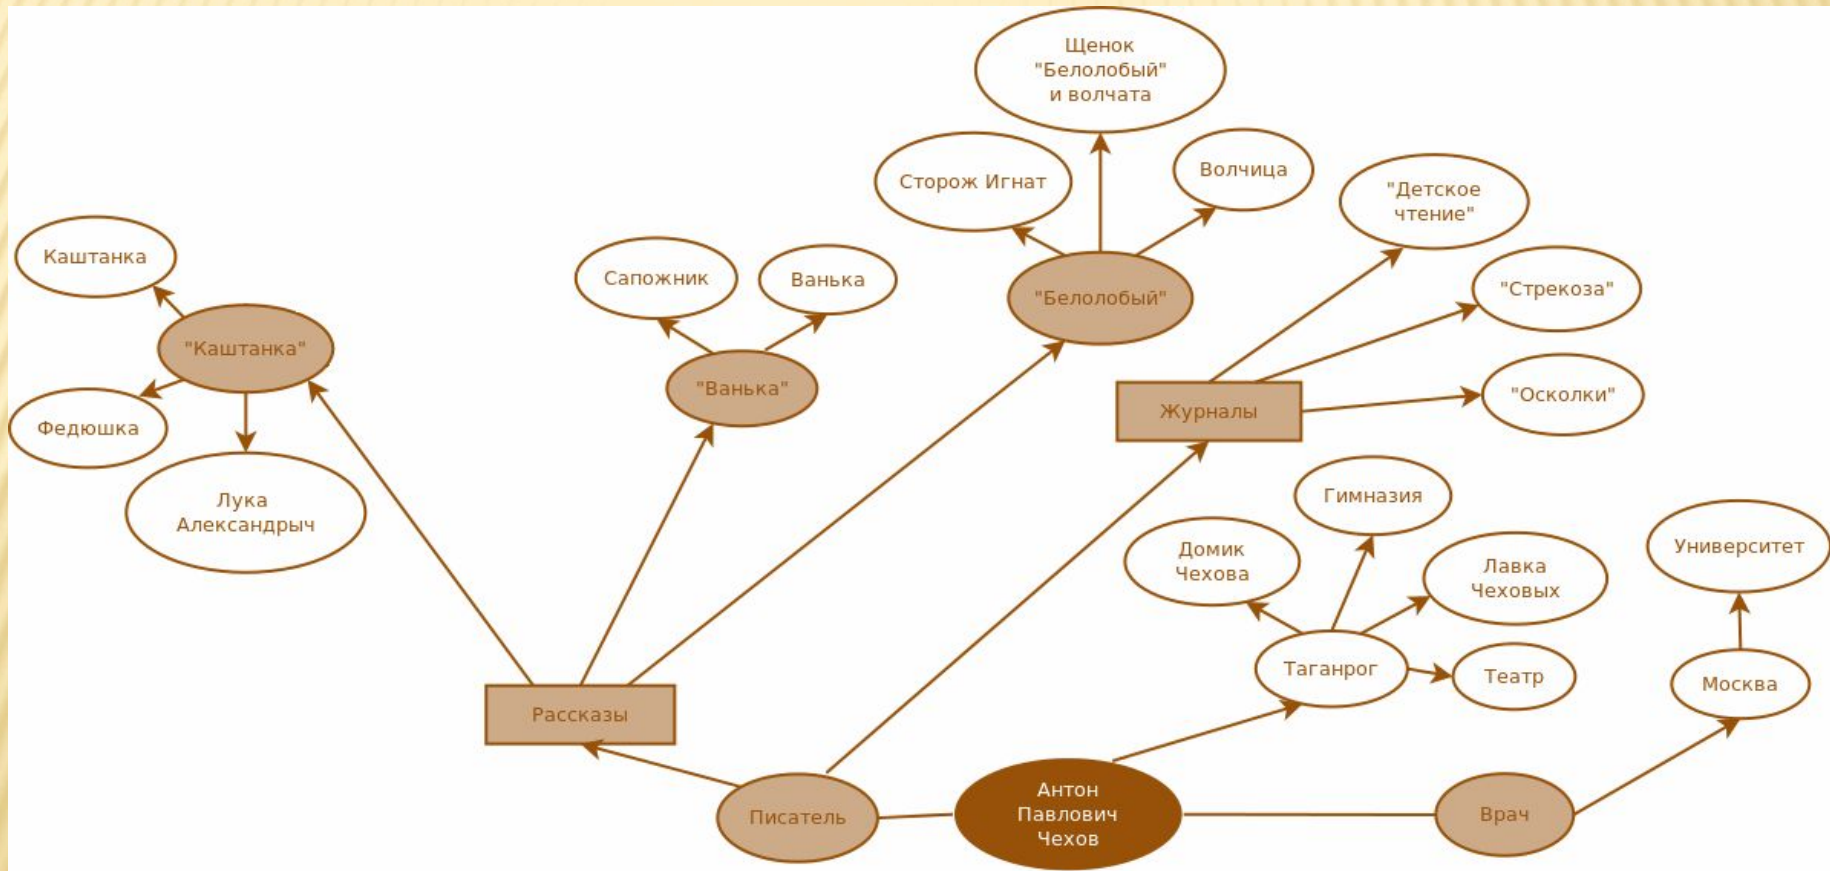 Щенок
"Белолобый"
и волчата
Сторож Игнат
Волчица
"Детское
чтение"
Каштанка
Сапожник
Ванька
"Белолобый"
"Стрекоза"
"Каштанка"
"Ванька"
Журналы
"Осколки"
Федюшка
Лука
Александрыч
Гимназия
Домик
Чехова
Лавка
Чеховых
Университет
Таганрог
Театр
Москва
Рассказы
Писатель
Антон
Павлович
Чехов
Врач